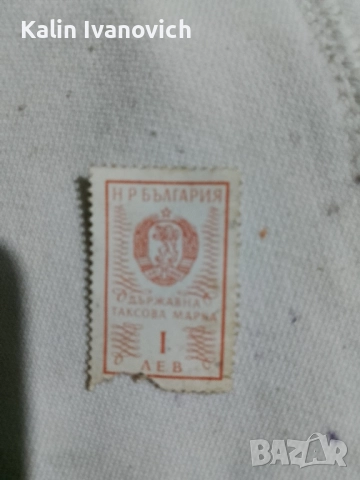 Kalin Ivanovich
Н Р БЪЛГАРИЯ
ДЪРЖАВНА
ТАКСОВА МАРКА
1
ЛЕВ
BAZAR